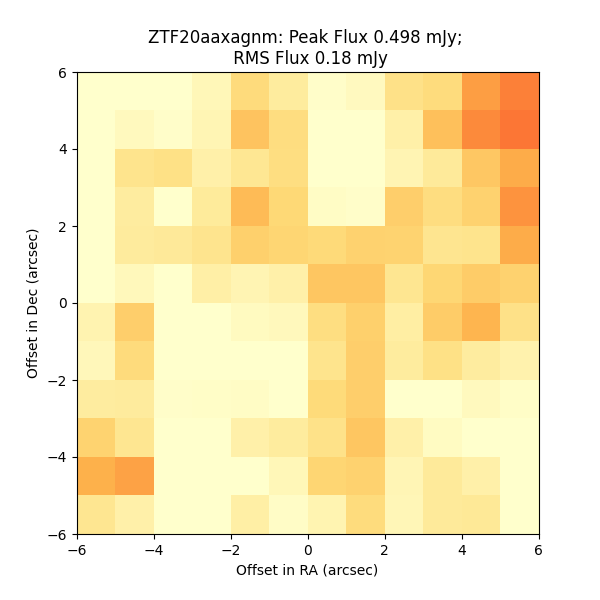 ZTF20aaxagnm: Peak Flux 0.498 mJy;
RMS Flux 0.18 mJy
6
4
2
0
−2
−4
−6
Offset in Dec (arcsec)
−6 −4 −2 0 2 4 6
Offset in RA (arcsec)